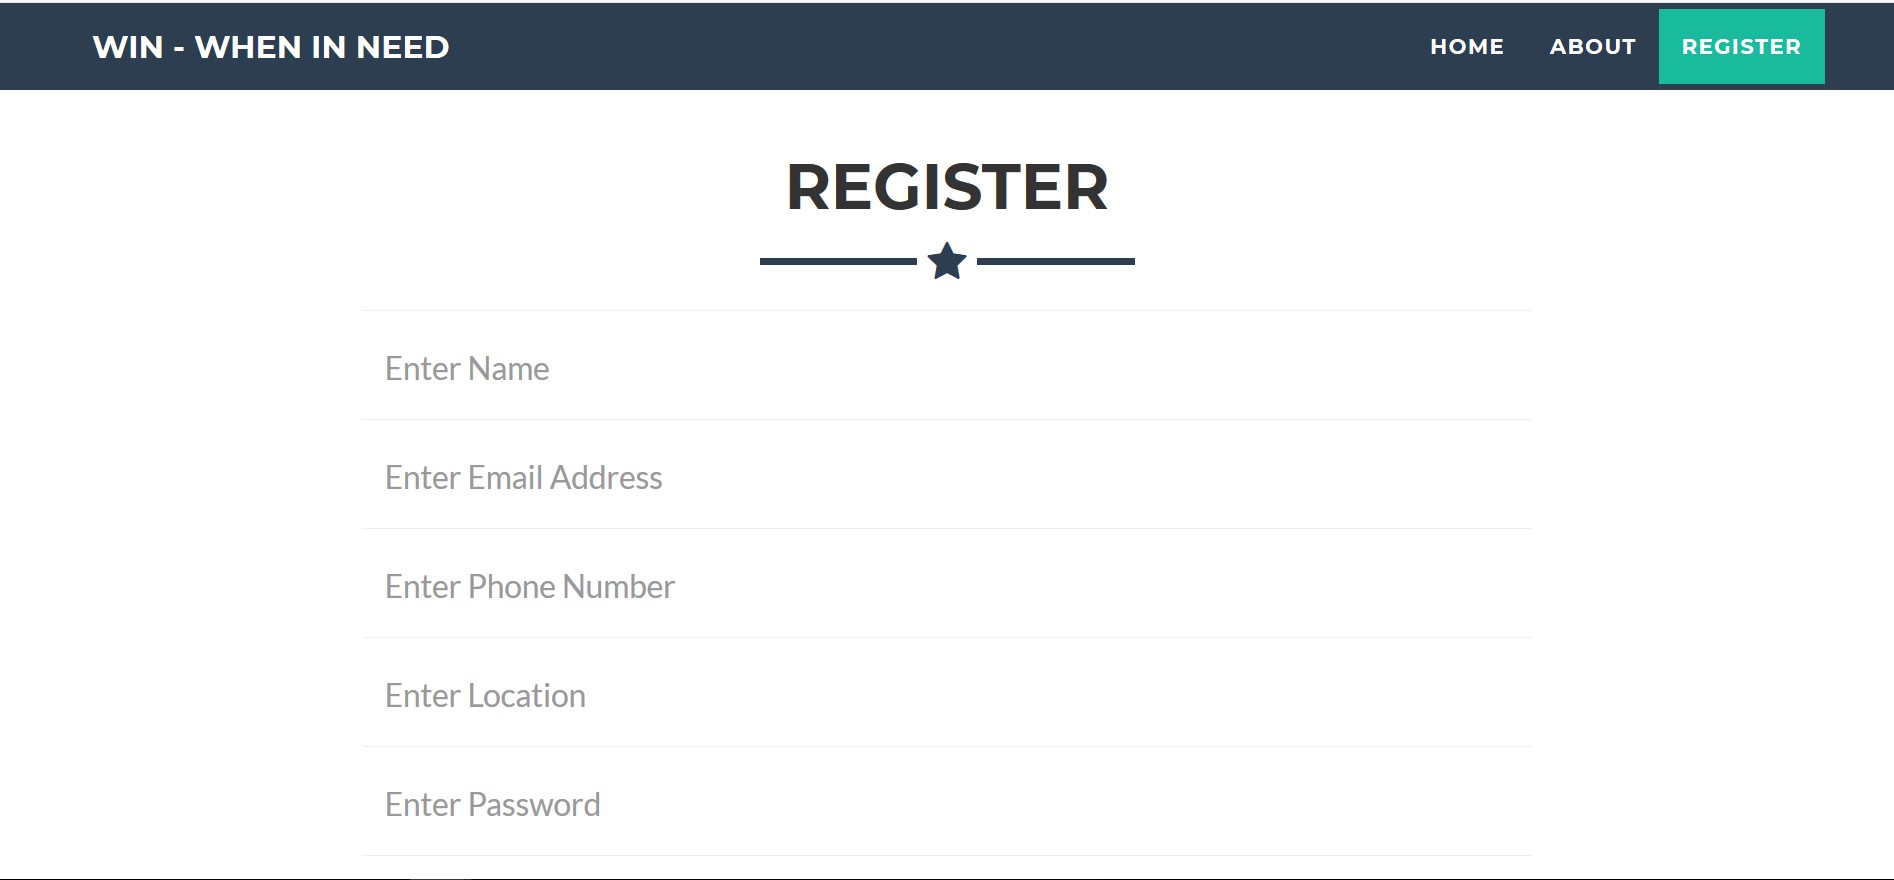 WIN - WHEN IN NEED
HOME ABOUT REGISTER
REGISTER
Enter Name
Enter Email Address
Enter Phone Number
Enter Location
Enter Password